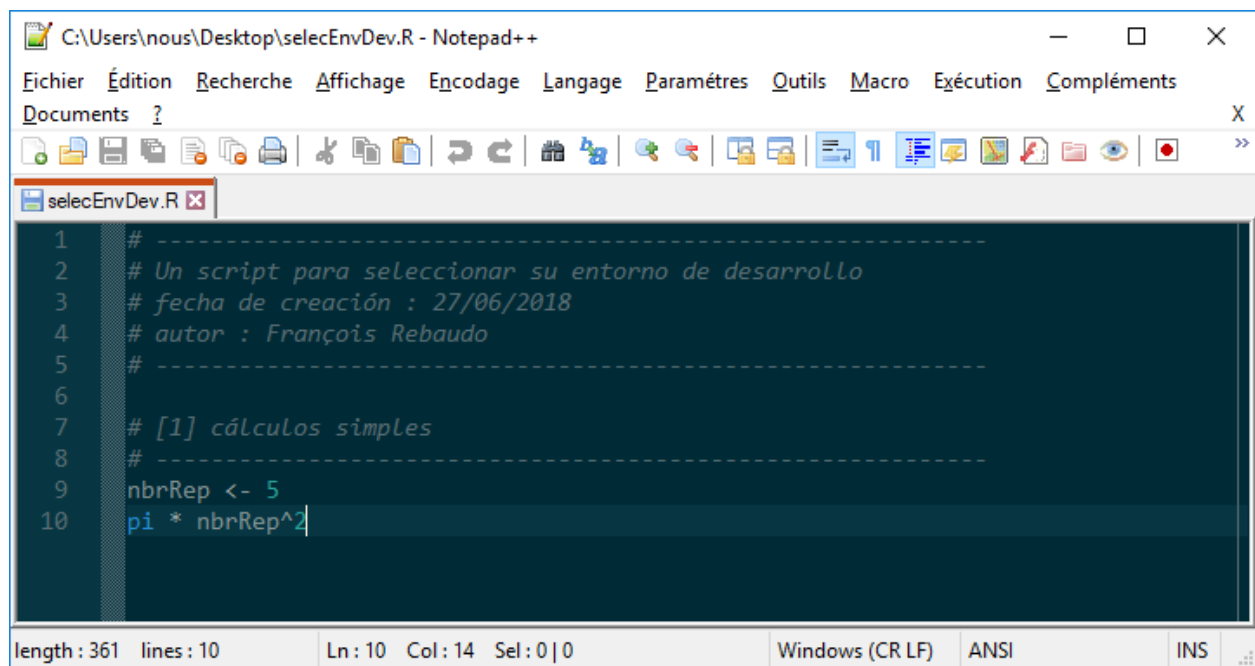 C:\Users\nous\Desktop\selecEnvDev.R - Notepad++
Fichier Édition Recherche Affichage Encodage Langage Paramétres Outils Macro Exécution Compléments
Documents ? X
selecEnvDev.R
1 # ------------------------------------------------------------
2 # Un script para seleccionar su entorno de desarrollo
3 # fecha de creación : 27/06/2018
4 # autor : François Rebaudo
5 # ------------------------------------------------------------
6
7 # [1] cálculos simples
8 # ------------------------------------------------------------
9 nbrRep <- 5
10 pi * nbrRep^2
length : 361 lines : 10 Ln : 10 Col : 14 Sel : 0 | 0 Windows (CR LF) ANSI INS